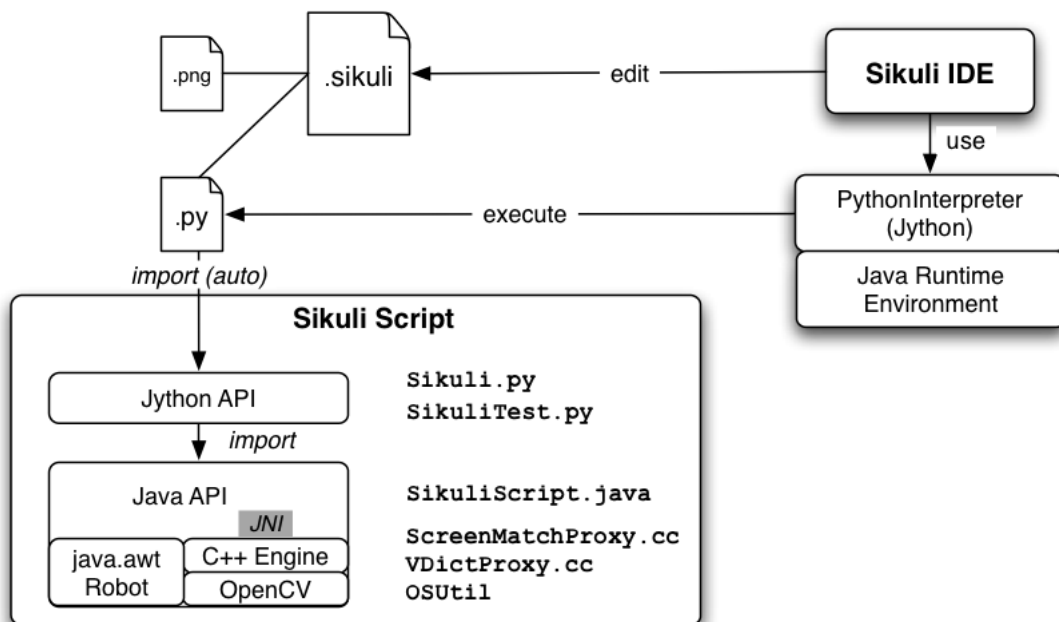 .png
.sikuli
edit
Sikuli IDE
use
.py
execute
PythonInterpreter
(Jython)
Java Runtime
Environment
import (auto)
Sikuli Script
Jython API
Sikuli.py
SikuliTest.py
import
Java API
SikuliScript.java
JNI
java.awt
Robot
C++ Engine
OpenCV
ScreenMatchProxy.cc
VDictProxy.cc
OSUtil